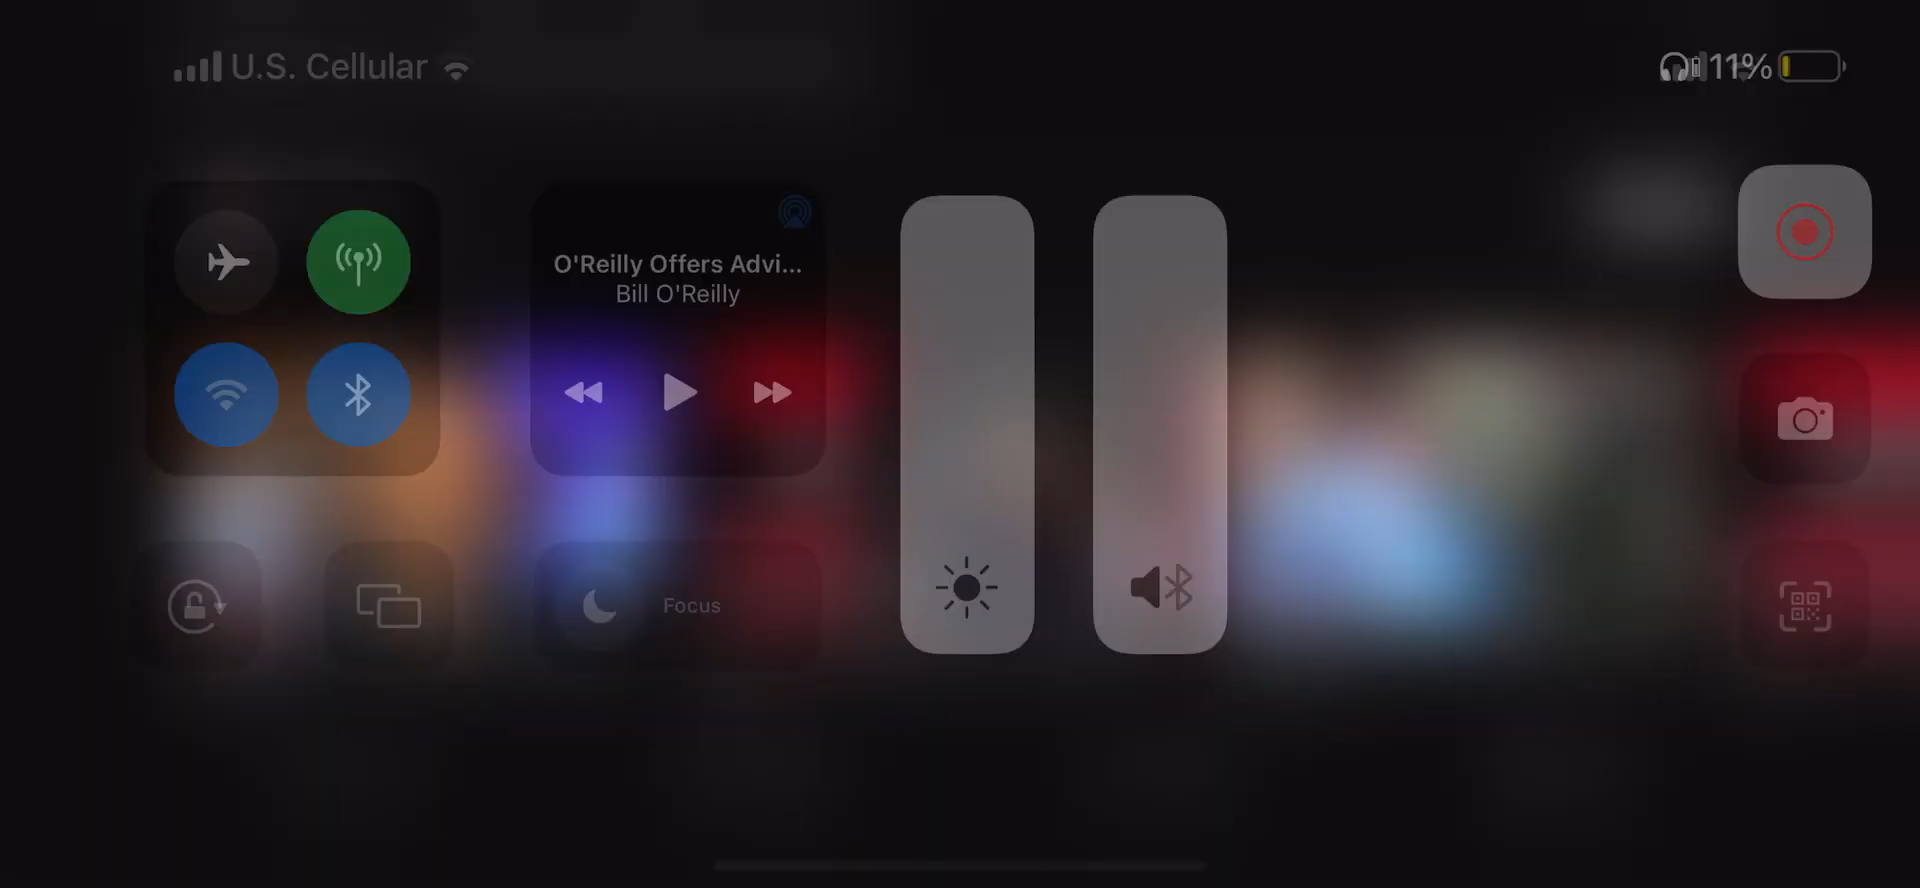 U.S. Cellular
11%
O'Reilly Offers Advi...
Bill O'Reilly
Focus